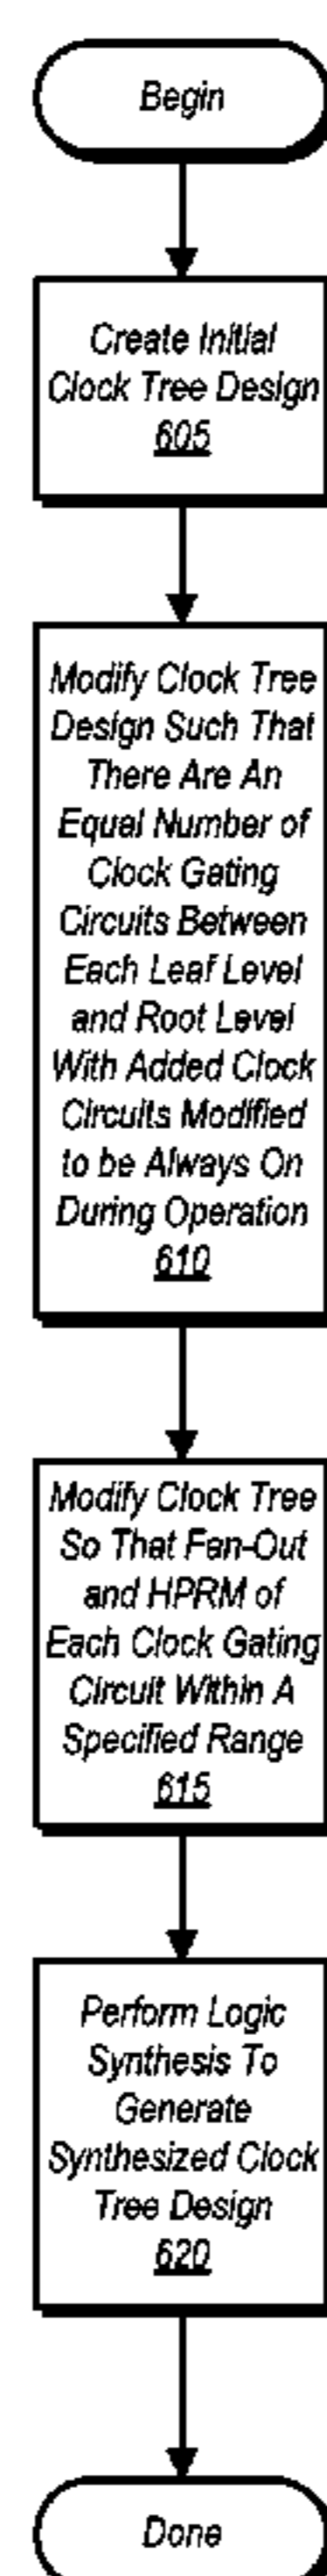 Begin
Create Initial
Clock Tree Design
605
Modify Clock Tree
Design Such That
There Are An
Equal Number of
Clock Gating
Circuits Between
Each Leaf Level
and Root Level
With Added Clock
Circuits Modified
to be Always On
During Operation
610
Modify Clock Tree
So That Fan-Out
and HPRM of
Each Clock Gating
Circuit Within A
Specified Range
615
Perform Logic
Synthesis To
Generate
Synthesized Clock
Tree Design
620
Done